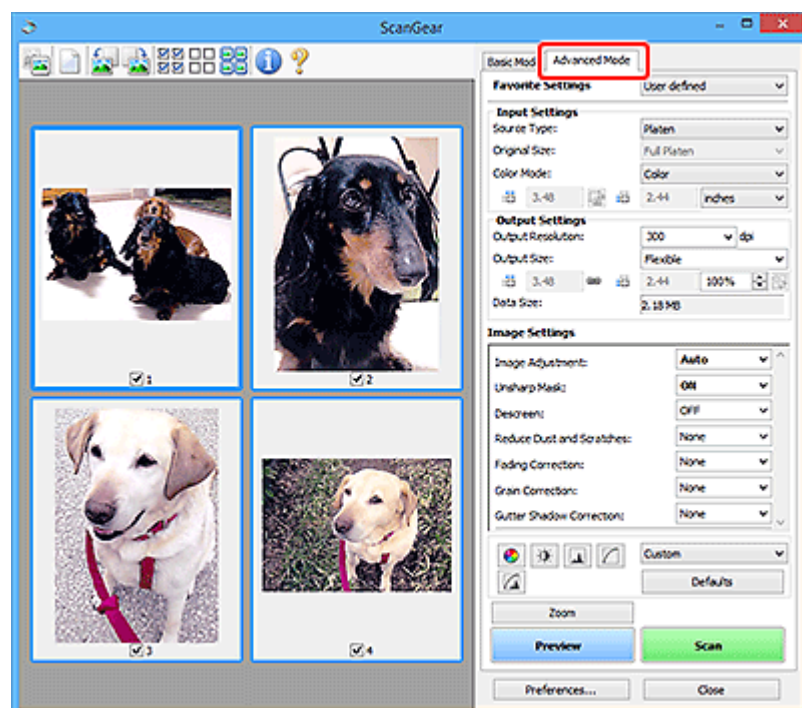 ScanGear
Basic Mode Advanced Mode
Favorite Settings User defined
Input Settings
Source Type: Platen
Original Size: Full Platen
Color Mode: Color
3.48 2.44 inches
Output Settings
Output Resolution: 300 dpi
Output Size: Flexible
3.48 2.44 100%
Data Size: 2.18 MB
Image Settings
Image Adjustment: Auto
Unsharp Mask: ON
Descreen: OFF
Reduce Dust and Scratches: None
Fading Correction: None
Grain Correction: None
Gutter Shadow Correction: None
Custom
Defaults
Zoom
Preview Scan
Preferences... Close
1
2
3
4